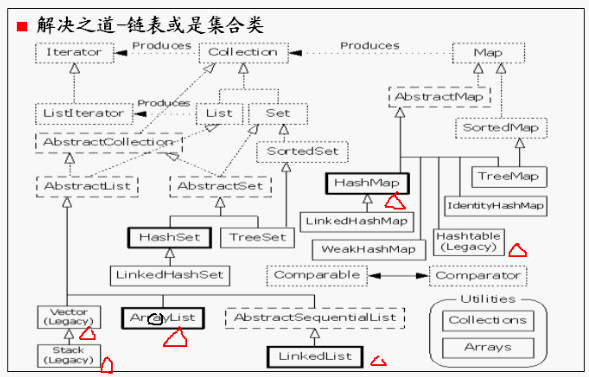 解决之道-链表或是集合类
Iterator
Produces
Collection
Produces
Map
ListIterator
Produces
List
Set
AbstractMap
AbstractCollection
SortedSet
SortedMap
AbstractList
AbstractSet
HashMap
TreeMap
LinkedHashMap
IdentityHashMap
HashSet
TreeSet
WeakHashMap
Hashtable
(Legacy)
LinkedHashSet
Comparable
Comparator
Vector
(Legacy)
ArrayList
AbstractSequentialList
Utilities
Collections
Stack
(Legacy)
LinkedList
Arrays